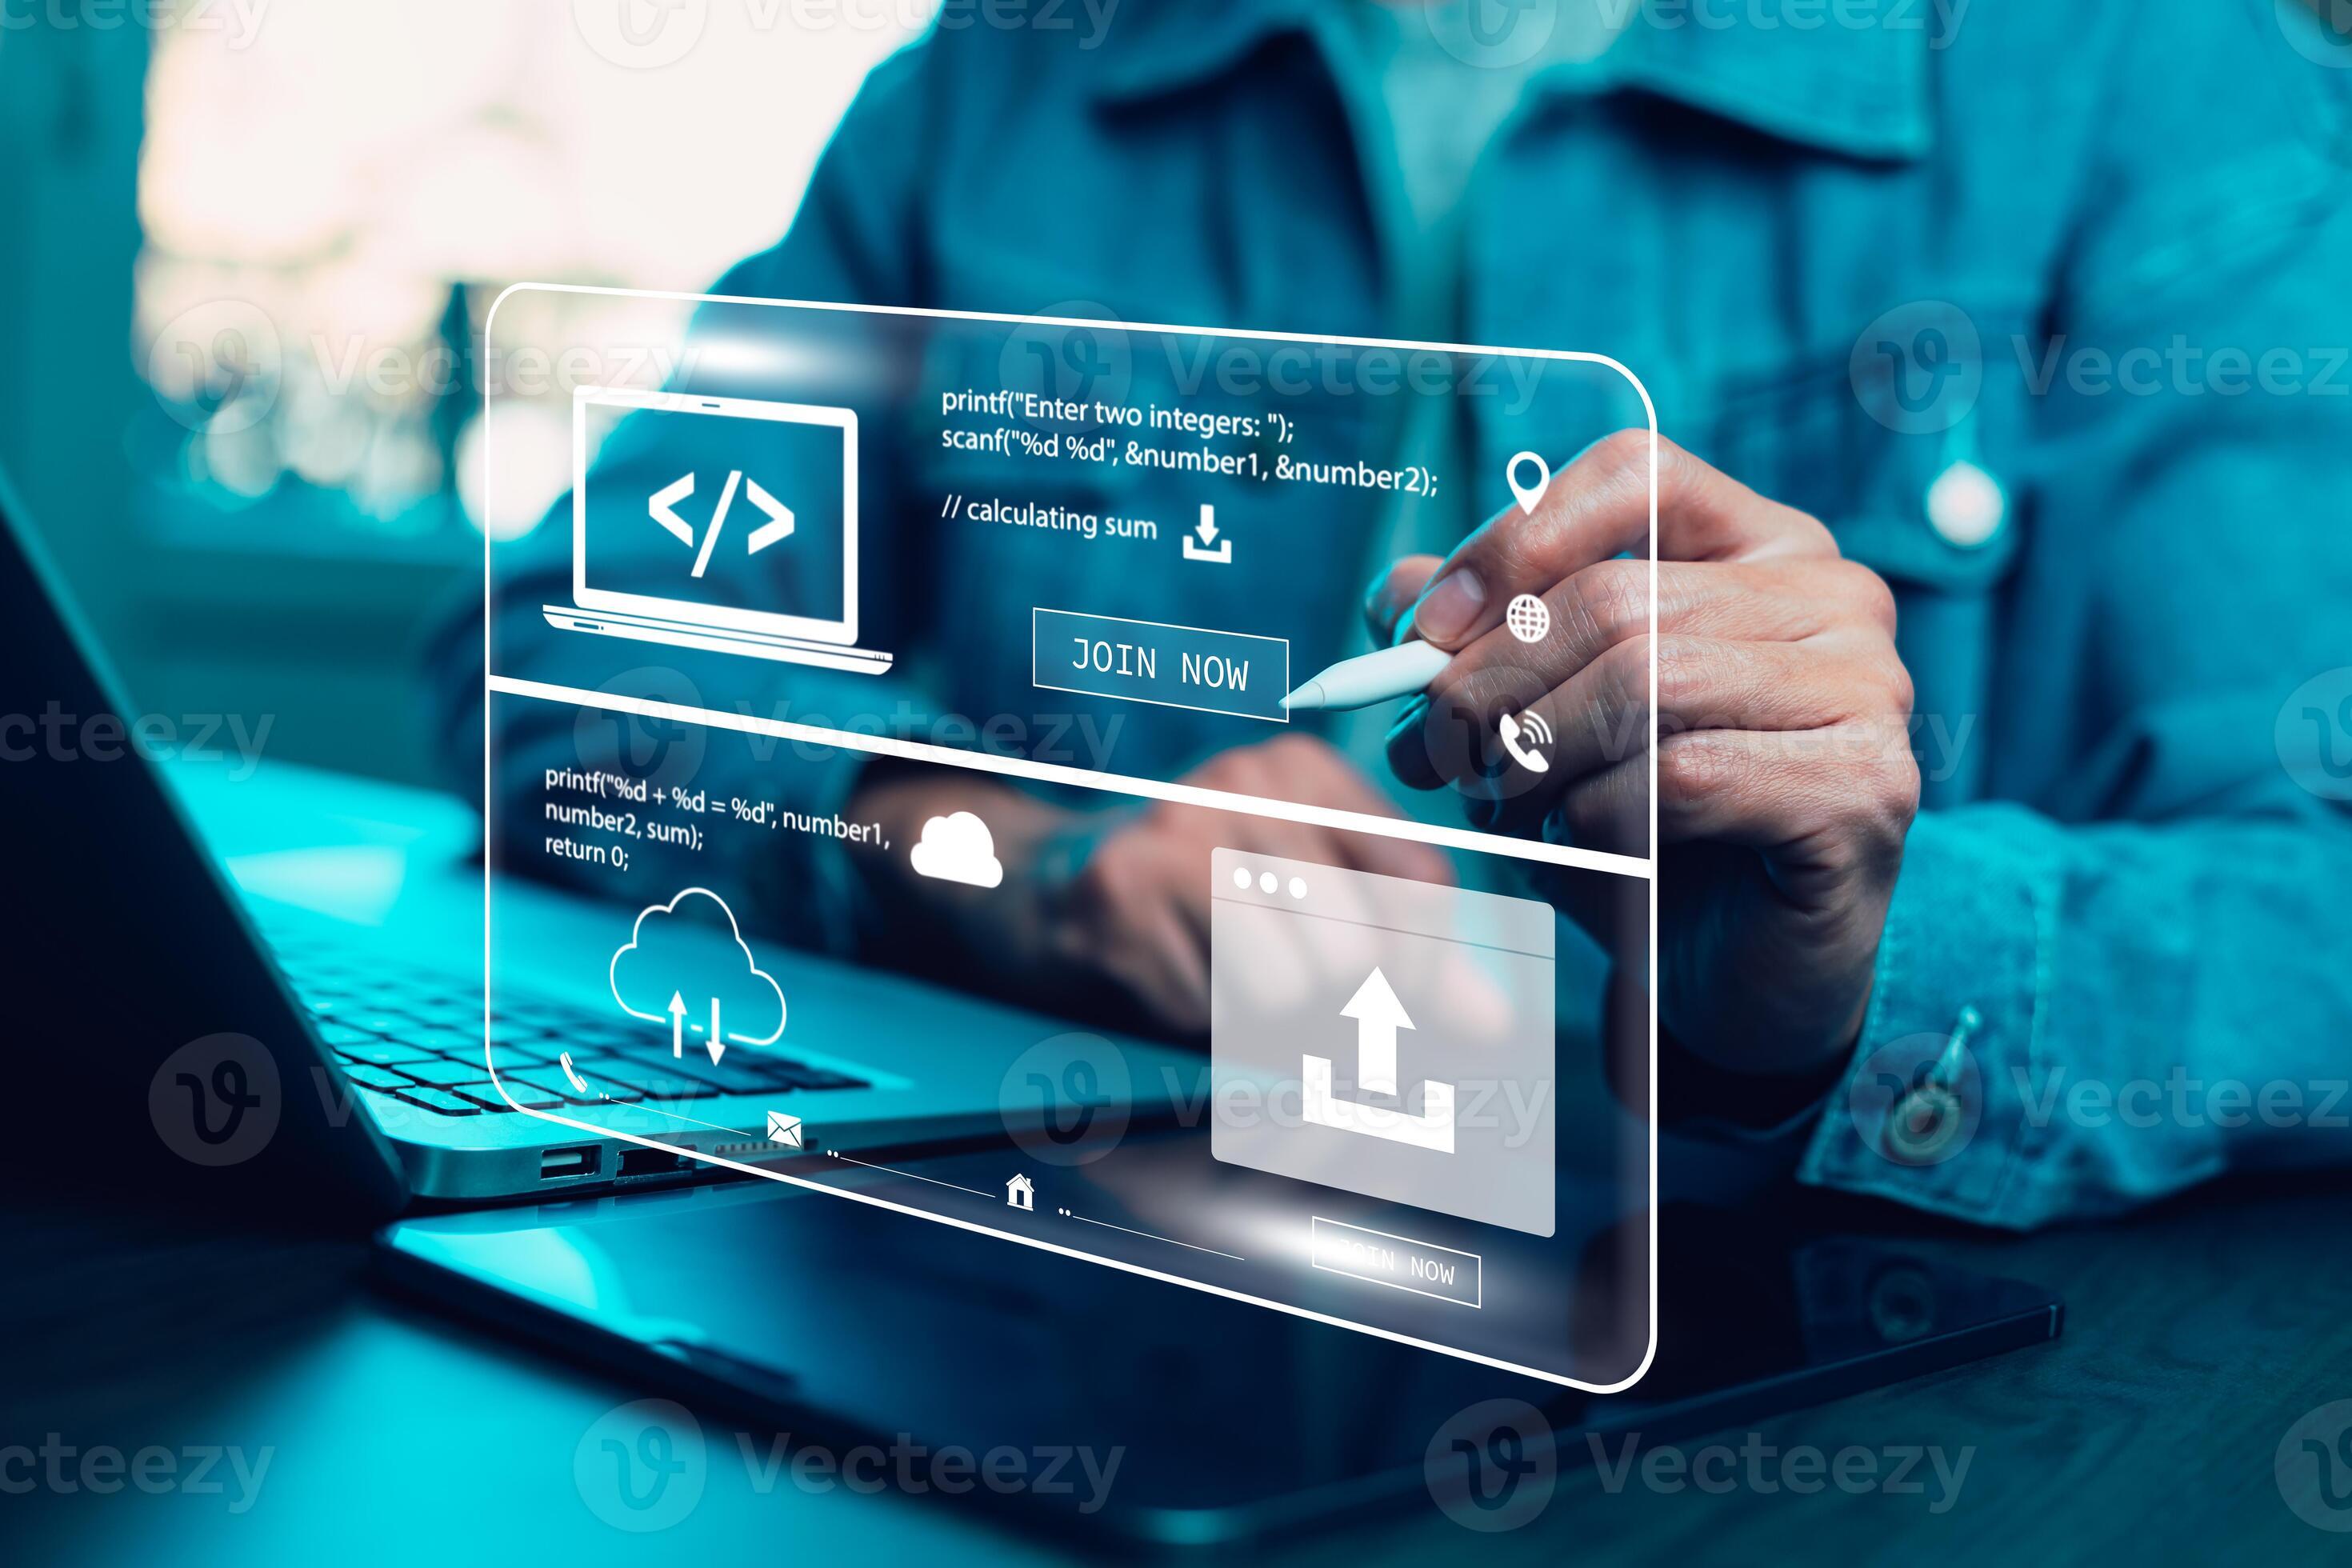 printf("Enter two integers: ");
scanf("%d %d", &number1, &number2);
// calculating sum
</>
JOIN NOW
printf("%d + %d = %d", number1,
number2, sum);
return 0;
JOIN NOW
Vecteezy